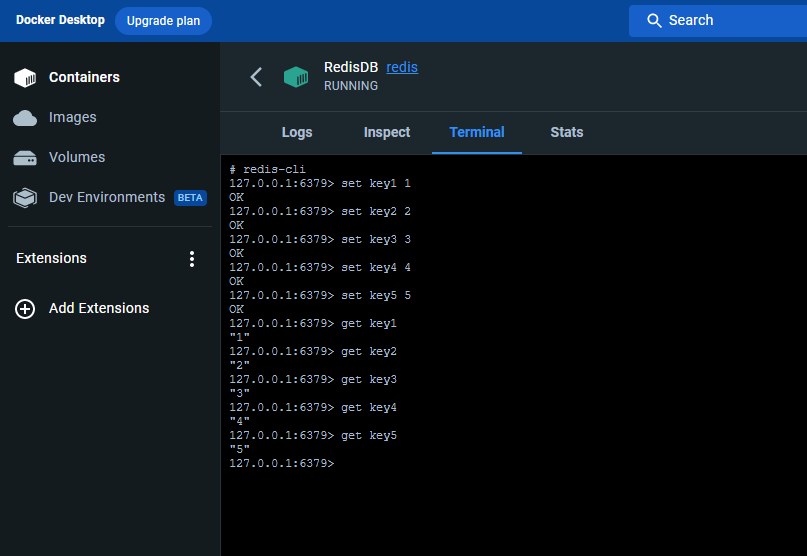 Docker Desktop Upgrade plan Search
Containers
Images
Volumes
Dev Environments BETA
Extensions
Add Extensions
RedisDB redis
RUNNING
Logs Inspect Terminal Stats
# redis-cli
127.0.0.1:6379> set key1 1
OK
127.0.0.1:6379> set key2 2
OK
127.0.0.1:6379> set key3 3
OK
127.0.0.1:6379> set key4 4
OK
127.0.0.1:6379> set key5 5
OK
127.0.0.1:6379> get key1
"1"
127.0.0.1:6379> get key2
"2"
127.0.0.1:6379> get key3
"3"
127.0.0.1:6379> get key4
"4"
127.0.0.1:6379> get key5
"5"
127.0.0.1:6379>